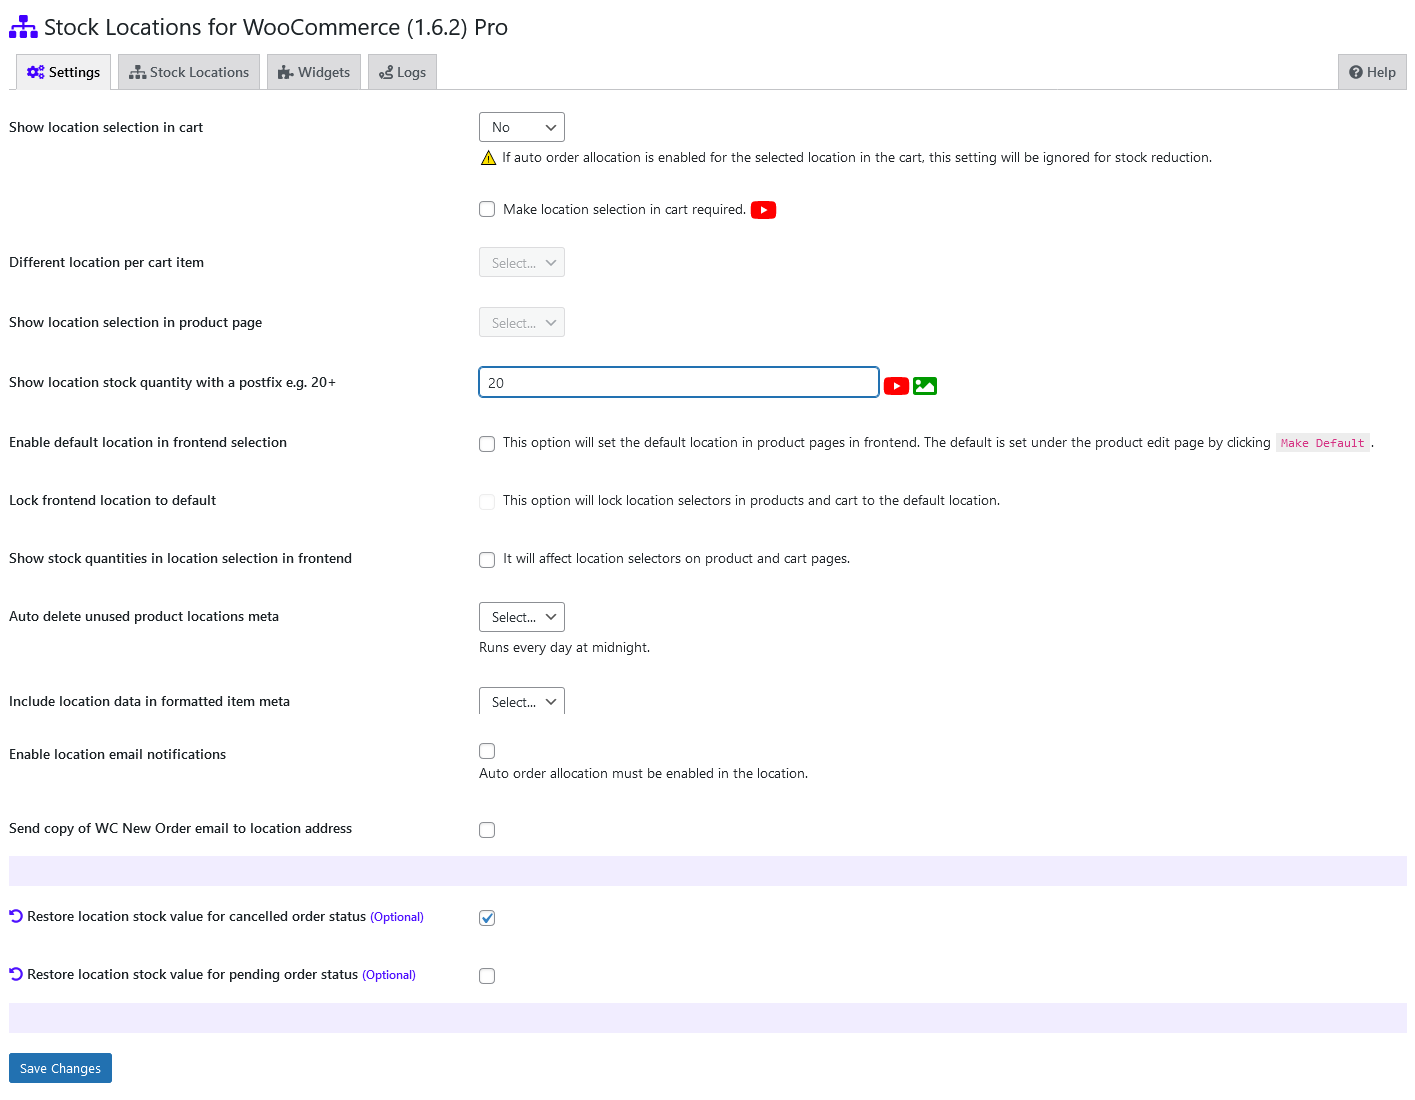 Stock Locations for WooCommerce (1.6.2) Pro
Settings Stock Locations Widgets Logs Help
Show location selection in cart No
If auto order allocation is enabled for the selected location in the cart, this setting will be ignored for stock reduction.
Make location selection in cart required.
Different location per cart item Select...
Show location selection in product page Select...
Show location stock quantity with a postfix e.g. 20+ 20
Enable default location in frontend selection This option will set the default location in product pages in frontend. The default is set under the product edit page by clicking Make Default.
Lock frontend location to default This option will lock location selectors in products and cart to the default location.
Show stock quantities in location selection in frontend It will affect location selectors on product and cart pages.
Auto delete unused product locations meta Select...
Runs every day at midnight.
Include location data in formatted item meta Select...
Enable location email notifications
Auto order allocation must be enabled in the location.
Send copy of WC New Order email to location address
Restore location stock value for cancelled order status (Optional)
Restore location stock value for pending order status (Optional)
Save Changes